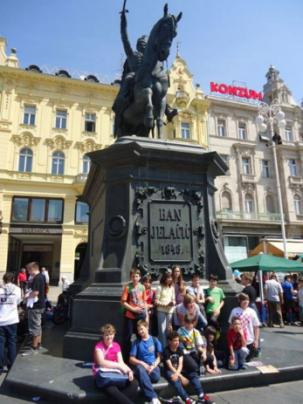 KONZUM
BAN
JELAČIĆ
1848.